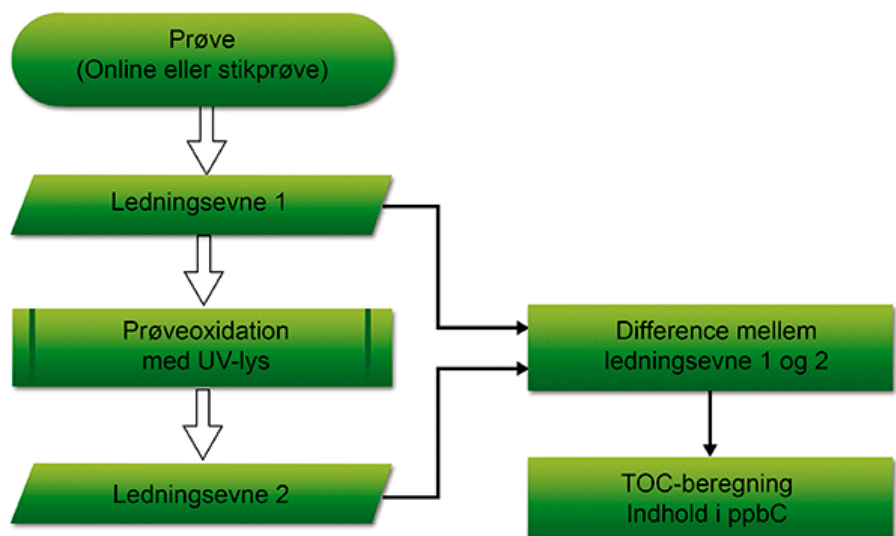 Prøve
(Online eller stikprøve)
Ledningsevne 1
Prøveoxidation
med UV-lys
Ledningsevne 2
Difference mellem
ledningsevne 1 og 2
TOC-beregning
Indhold i ppbC